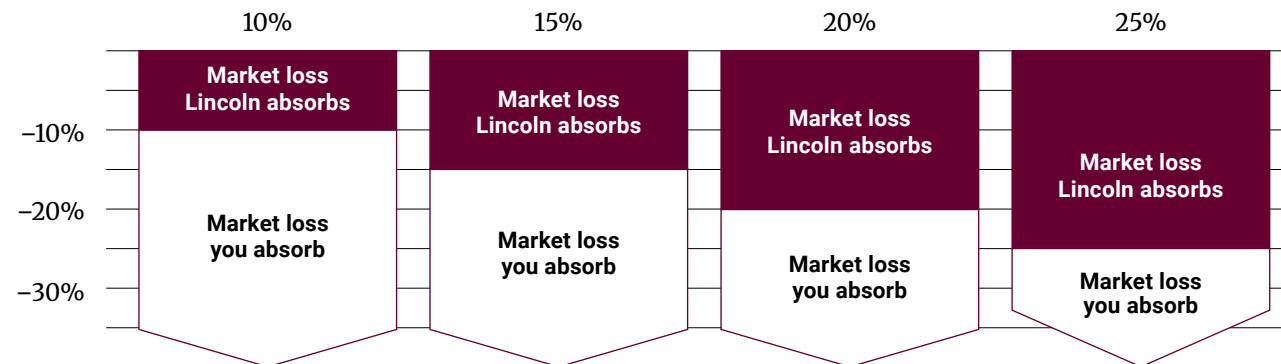 10%
15%
20%
25%
Market loss
Lincoln absorbs
Market loss
Lincoln absorbs
Market loss
Lincoln absorbs
Market loss
Lincoln absorbs
–10%
–20%
–30%
Market loss
you absorb
Market loss
you absorb
Market loss
you absorb
Market loss
you absorb